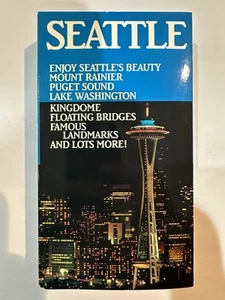 SEATTLE
ENJOY SEATTLE'S BEAUTY
MOUNT RAINIER
PUGET SOUND
LAKE WASHINGTON
KINGDOME
FLOATING BRIDGES
FAMOUS
LANDMARKS
AND LOTS MORE!